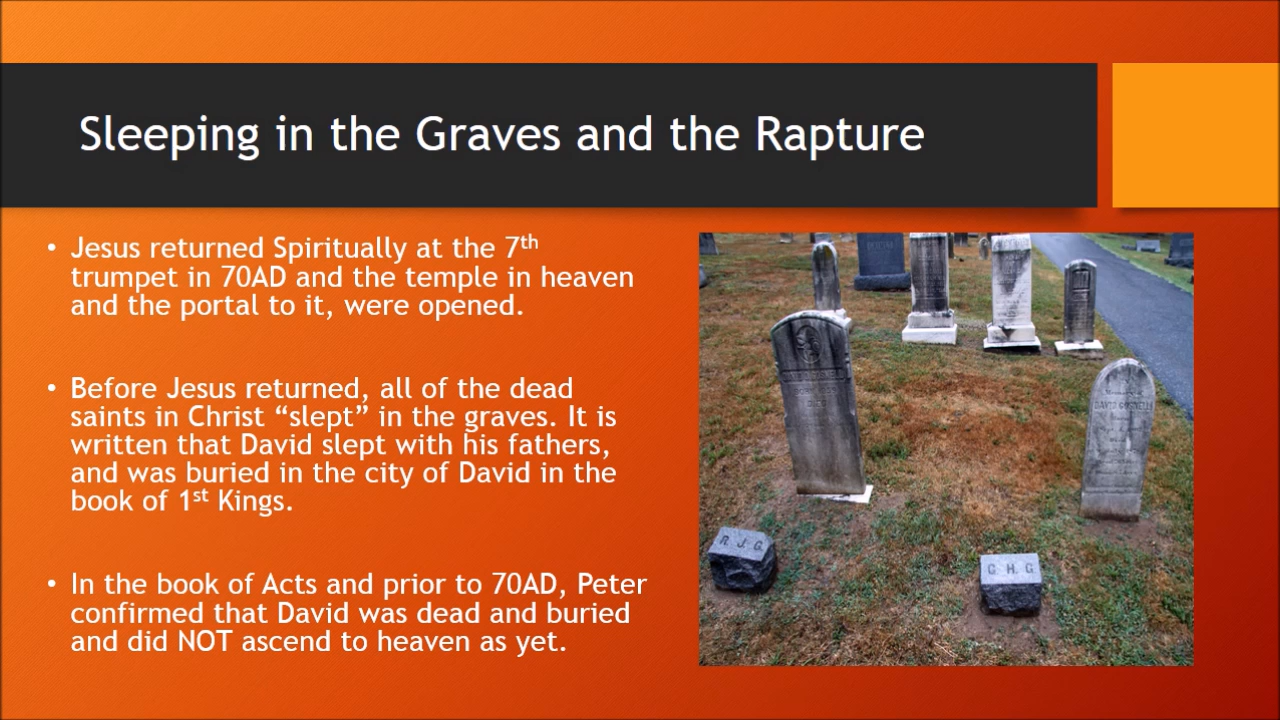 Sleeping in the Graves and the Rapture
• Jesus returned Spiritually at the 7th
trumpet in 70AD and the temple in heaven
and the portal to it, were opened.
• Before Jesus returned, all of the dead
saints in Christ “slept” in the graves. It is
written that David slept with his fathers,
and was buried in the city of David in the
book of 1st Kings.
• In the book of Acts and prior to 70AD, Peter
confirmed that David was dead and buried
and did NOT ascend to heaven as yet.
DAVID
R. J. G.
G. H. G.